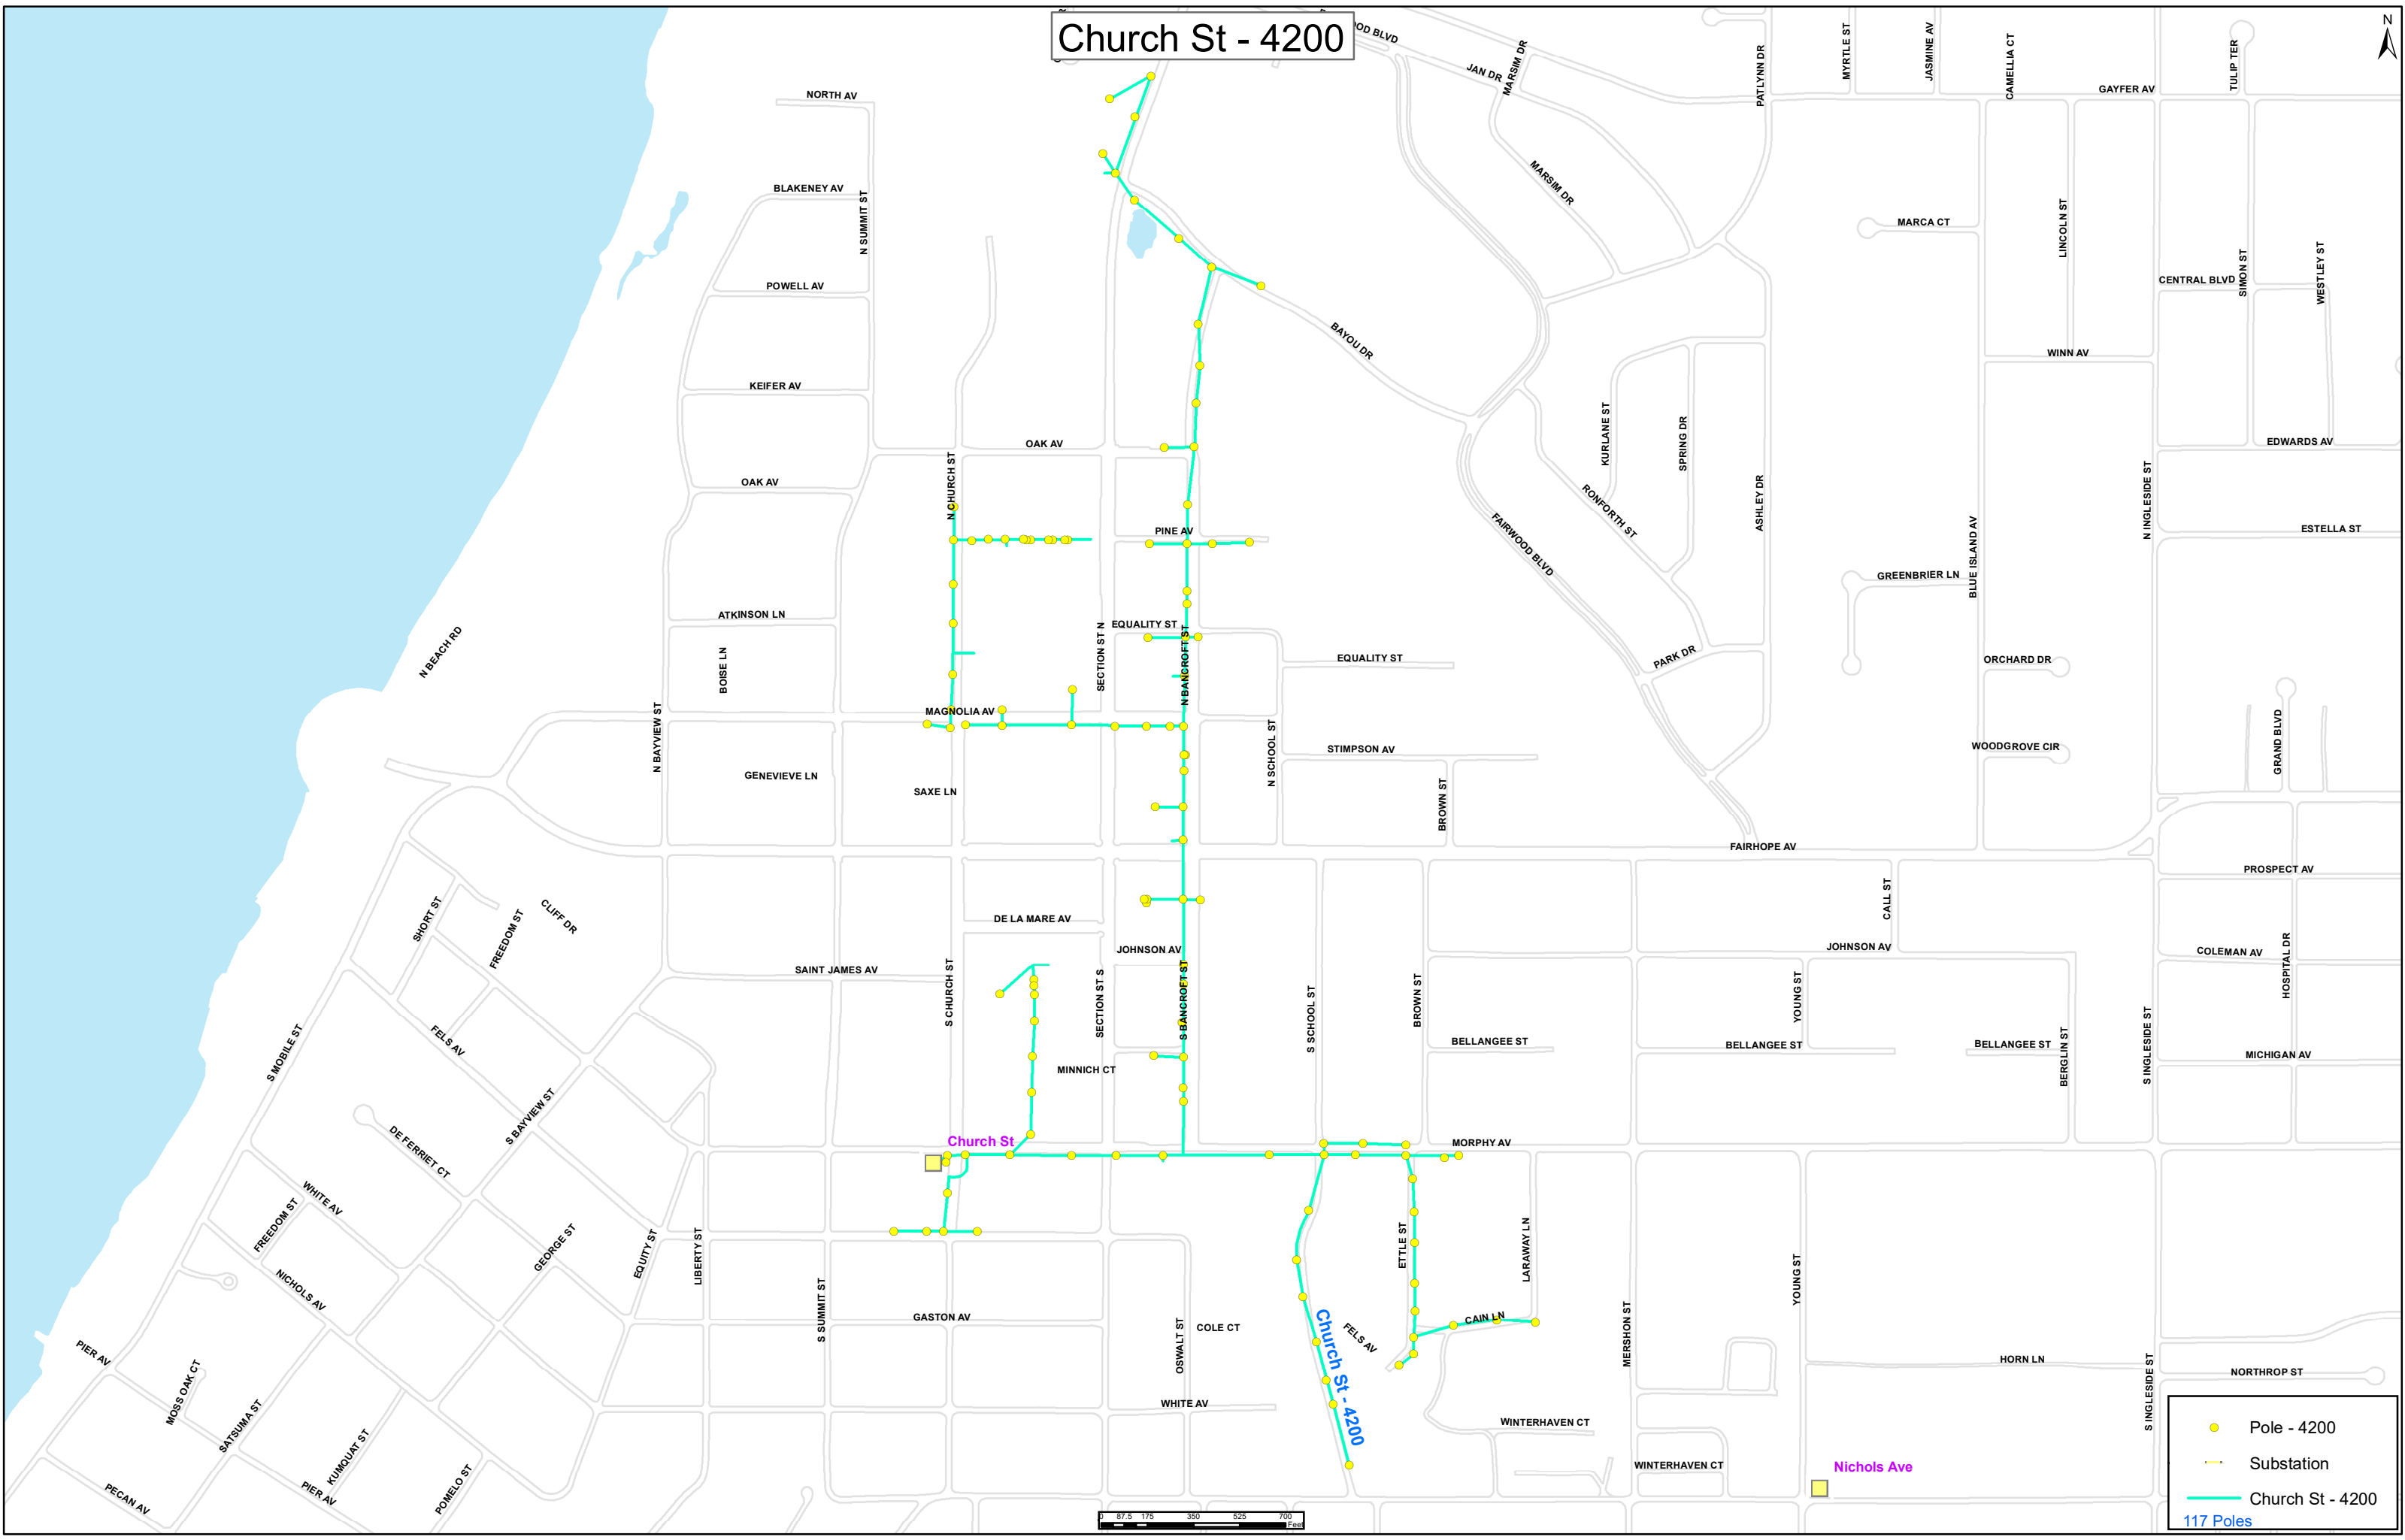 Church St - 4200
N
OOD BLVD
JAN DR
MARSIM DR
PATLYNN DR
MYRTLE ST
JASMINE AV
CAMELLIA CT
TULIP TER
GAYFER AV
NORTH AV
BLAKENEY AV
N SUMMIT ST
MARSIM DR
MARCA CT
LINCOLN ST
SIMON ST
WESTLEY ST
CENTRAL BLVD
POWELL AV
BAYOU DR
WINN AV
KEIFER AV
KURLANE ST
SPRING DR
OAK AV
EDWARDS AV
N CHURCH ST
OAK AV
RONFORTH ST
ASHLEY DR
N INGLESIDE ST
PINE AV
FAIRWOOD BLVD
BLUE ISLAND AV
ESTELLA ST
GREENBRIER LN
ATKINSON LN
EQUALITY ST
N BEACH RD
BOISE LN
SECTION ST N
N BANCROFT ST
EQUALITY ST
PARK DR
ORCHARD DR
MAGNOLIA AV
N BAYVIEW ST
N SCHOOL ST
STIMPSON AV
WOODGROVE CIR
GRAND BLVD
GENEVIEVE LN
SAXE LN
BROWN ST
FAIRHOPE AV
PROSPECT AV
SHORT ST
FREEDOM ST
CLIFF DR
DE LA MARE AV
CALL ST
JOHNSON AV
JOHNSON AV
COLEMAN AV
HOSPITAL DR
SAINT JAMES AV
S CHURCH ST
SECTION ST S
S BANCROFT ST
S SCHOOL ST
BROWN ST
YOUNG ST
S MOBILE ST
FELS AV
BELLANGEE ST
BELLANGEE ST
BELLANGEE ST
BERGLIN ST
S INGLESIDE ST
MICHIGAN AV
MINNICH CT
S BAYVIEW ST
DE FERRIET CT
Church St
MORPHY AV
WHITE AV
FREEDOM ST
GEORGE ST
EQUITY ST
LIBERTY ST
ETTLE ST
LARAWAY LN
YOUNG ST
NICHOLS AV
S SUMMIT ST
GASTON AV
OSWALT ST
COLE CT
Church St - 4200
FELS AV
CAIN LN
MERSHON ST
HORN LN
NORTHROP ST
PIER AV
MOSS OAK CT
SATSUMA ST
KUMQUAT ST
WHITE AV
WINTERHAVEN CT
S INGLESIDE ST
PECAN AV
PIER AV
POMELO ST
WINTERHAVEN CT
Nichols Ave
0 87.5 175 350 525 700
Feet
Pole - 4200
Substation
Church St - 4200
117 Poles